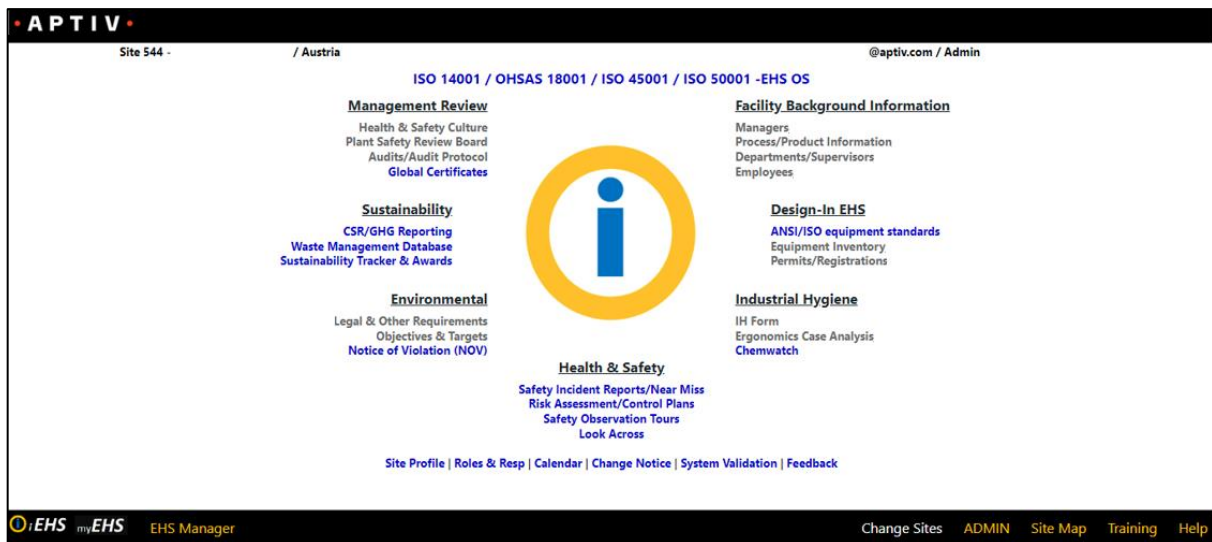 • APTIV •
Site 544 - / Austria @aptiv.com / Admin
ISO 14001 / OHSAS 18001 / ISO 45001 / ISO 50001 -EHS OS
Management Review
Health & Safety Culture
Plant Safety Review Board
Audits/Audit Protocol
Global Certificates
Facility Background Information
Managers
Process/Product Information
Departments/Supervisors
Employees
Sustainability
CSR/GHG Reporting
Waste Management Database
Sustainability Tracker & Awards
Design-In EHS
ANSI/ISO equipment standards
Equipment Inventory
Permits/Registrations
Environmental
Legal & Other Requirements
Objectives & Targets
Notice of Violation (NOV)
Industrial Hygiene
IH Form
Ergonomics Case Analysis
Chemwatch
i
Health & Safety
Safety Incident Reports/Near Miss
Risk Assessment/Control Plans
Safety Observation Tours
Look Across
Site Profile | Roles & Resp | Calendar | Change Notice | System Validation | Feedback
i iEHS myEHS EHS Manager Change Sites ADMIN Site Map Training Help